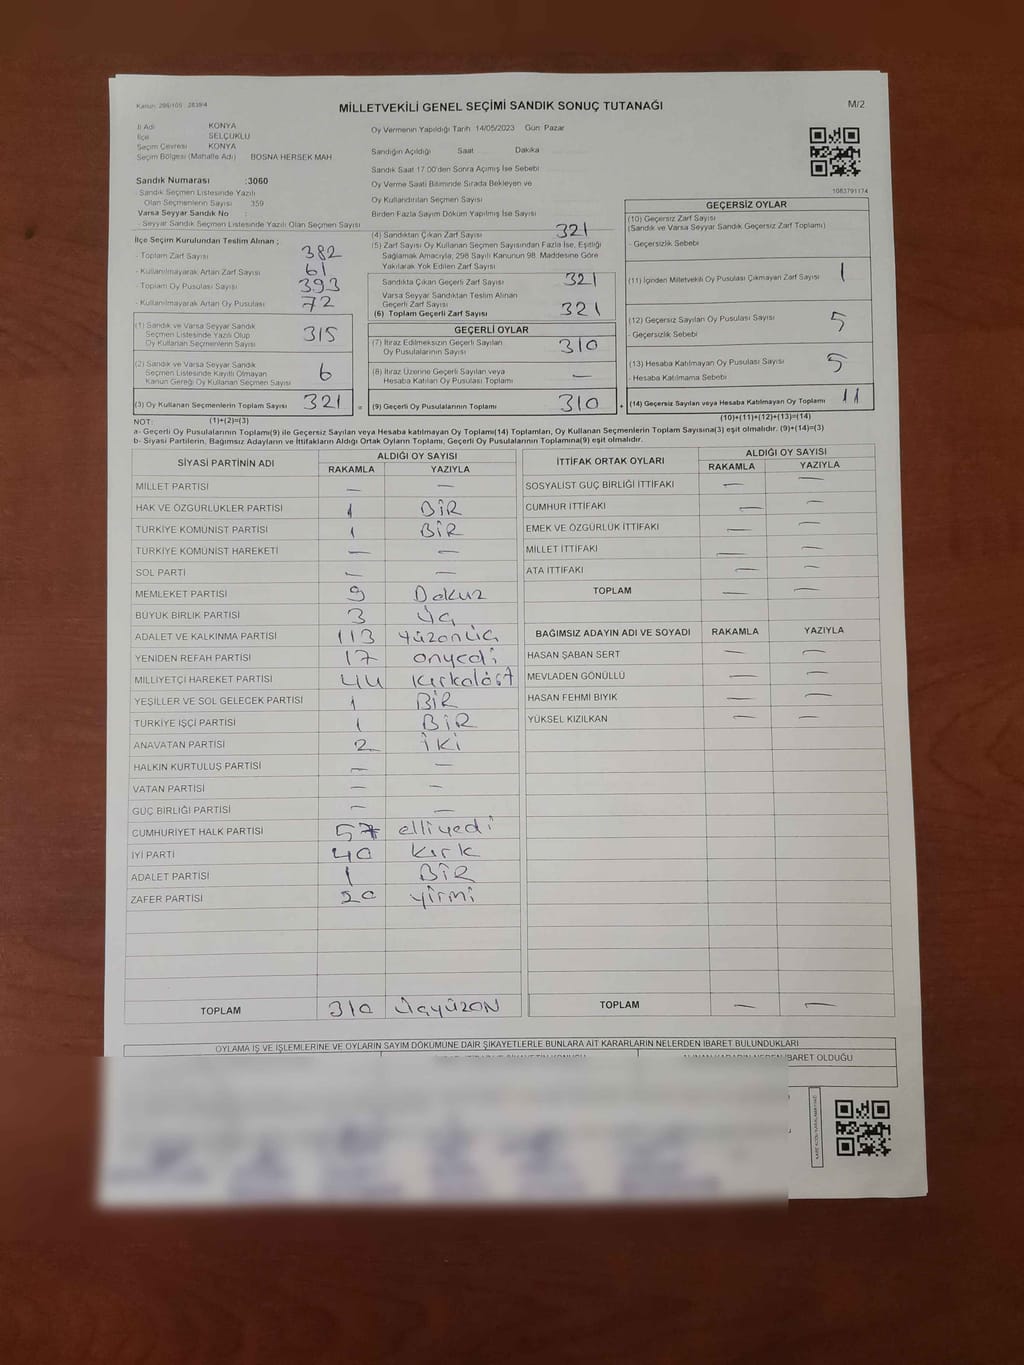 Kanun: 298/105 : 2839/4
MİLLETVEKİLİ GENEL SEÇİMİ SANDIK SONUÇ TUTANAĞI
M/2
İl Adı KONYA
İlçe SELÇUKLU
Seçim Çevresi KONYA
Seçim Bölgesi (Mahalle Adı) BOSNA HERSEK MAH.
Sandık Numarası :3060
- Sandık Seçmen Listesinde Yazılı
Olan Seçmenlerin Sayısı 359
Varsa Seyyar Sandık No :
- Seyyar Sandık Seçmen Listesinde Yazılı Olan Seçmen Sayısı
İlçe Seçim Kurulundan Teslim Alınan ;
- Toplam Zarf Sayısı 382
- Kullanılmayarak Artan Zarf Sayısı 61
- Toplam Oy Pusulası Sayısı 393
- Kullanılmayarak Artan Oy Pusulası 72
(1) Sandık ve Varsa Seyyar Sandık
Seçmen Listesinde Yazılı Olup
Oy Kullanan Seçmenlerin Sayısı 315
(2) Sandık ve Varsa Seyyar Sandık
Seçmen Listesinde Kayıtlı Olmayan
Kanun Gereği Oy Kullanan Seçmen Sayısı 6
(3) Oy Kullanan Seçmenlerin Toplam Sayısı 321
(1)+(2)=(3)
Oy Vermenin Yapıldığı Tarih 14/05/2023 Gün: Pazar
Sandığın Açıldığı Saat Dakika
Sandık Saat 17.00'den Sonra Açılmış İse Sebebi
Oy Verme Saati Bitiminde Sırada Bekleyen ve
Oy Kullandırılan Seçmen Sayısı
Birden Fazla Sayım Döküm Yapılmış İse Sayısı
(4) Sandıktan Çıkan Zarf Sayısı 321
(5) Zarf Sayısı Oy Kullanan Seçmen Sayısından Fazla İse, Eşitliği
Sağlamak Amacıyla, 298 Sayılı Kanunun 98. Maddesine Göre
Yakılarak Yok Edilen Zarf Sayısı
Sandıkta Çıkan Geçerli Zarf Sayısı 321
Varsa Seyyar Sandıktan Teslim Alınan
Geçerli Zarf Sayısı
(6) Toplam Geçerli Zarf Sayısı 321
GEÇERLİ OYLAR
(7) İtiraz Edilmeksizin Geçerli Sayılan
Oy Pusulalarının Sayısı 310
(8) İtiraz Üzerine Geçerli Sayılan veya
Hesaba Katılan Oy Pusulası Toplamı —
= (9) Geçerli Oy Pusulalarının Toplamı 310
1083791174
GEÇERSİZ OYLAR
(10) Geçersiz Zarf Sayısı
(Sandık ve Varsa Seyyar Sandık Geçersiz Zarf Toplamı)
- Geçersizlik Sebebi
(11) İçinden Milletvekili Oy Pusulası Çıkmayan Zarf Sayısı 1
(12) Geçersiz Sayılan Oy Pusulası Sayısı 5
- Geçersizlik Sebebi
(13) Hesaba Katılmayan Oy Pusulası Sayısı 5
- Hesaba Katılmama Sebebi
+ (14) Geçersiz Sayılan veya Hesaba Katılmayan Oy Toplamı 11
(10)+(11)+(12)+(13)=(14)
NOT:
a- Geçerli Oy Pusulalarının Toplamı(9) ile Geçersiz Sayılan veya Hesaba katılmayan Oy Toplamı(14) Toplamları, Oy Kullanan Seçmenlerin Toplam Sayısına(3) eşit olmalıdır. (9)+(14)=(3)
b- Siyasi Partilerin, Bağımsız Adayların ve İttifakların Aldığı Ortak Oyların Toplamı, Geçerli Oy Pusulalarının Toplamına(9) eşit olmalıdır.
SİYASİ PARTİNİN ADI ALDIĞI OY SAYISI
RAKAMLA YAZIYLA
MİLLET PARTİSİ — —
HAK VE ÖZGÜRLÜKLER PARTİSİ 1 BİR
TÜRKİYE KOMÜNİST PARTİSİ 1 BİR
TÜRKİYE KOMÜNİST HAREKETİ — —
SOL PARTİ — —
MEMLEKET PARTİSİ 9 Dokuz
BÜYÜK BİRLİK PARTİSİ 3 Üç
ADALET VE KALKINMA PARTİSİ 113 yüzonüç
YENİDEN REFAH PARTİSİ 17 onyedi
MİLLİYETÇİ HAREKET PARTİSİ 44 kırkdört
YEŞİLLER VE SOL GELECEK PARTİSİ 1 BİR
TÜRKİYE İŞÇİ PARTİSİ 1 BİR
ANAVATAN PARTİSİ 2 iki
HALKIN KURTULUŞ PARTİSİ — —
VATAN PARTİSİ — —
GÜÇ BİRLİĞİ PARTİSİ — —
CUMHURİYET HALK PARTİSİ 57 elliyedi
İYİ PARTİ 40 kırk
ADALET PARTİSİ 1 BİR
ZAFER PARTİSİ 20 yirmi
TOPLAM 310 ÜçyüzON
İTTİFAK ORTAK OYLARI ALDIĞI OY SAYISI
RAKAMLA YAZIYLA
SOSYALİST GÜÇ BİRLİĞİ İTTİFAKI — —
CUMHUR İTTİFAKI — —
EMEK VE ÖZGÜRLÜK İTTİFAKI — —
MİLLET İTTİFAKI — —
ATA İTTİFAKI — —
TOPLAM — —
BAĞIMSIZ ADAYIN ADI VE SOYADI RAKAMLA YAZIYLA
HASAN ŞABAN SERT — —
MEVLADEN GÖNÜLLÜ — —
HASAN FEHMİ BIYIK — —
YÜKSEL KIZILKAN — —
TOPLAM — —
OYLAMA İŞ VE İŞLEMLERİNE VE OYLARIN SAYIM DÖKÜMÜNE DAİR ŞİKAYETLERLE BUNLARA AİT KARARLARIN NELERDEN İBARET BULUNDUKLARI
ALINAN KARARIN NEDEN İBARET OLDUĞU